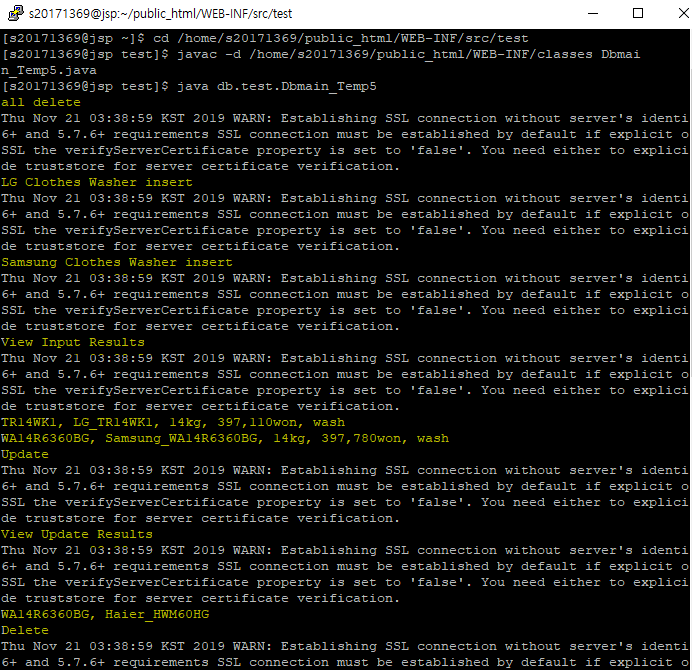 s20171369@jsp:~/public_html/WEB-INF/src/test
[s20171369@jsp ~]$ cd /home/s20171369/public_html/WEB-INF/src/test
[s20171369@jsp test]$ javac -d /home/s20171369/public_html/WEB-INF/classes Dbmai
n_Temp5.java
[s20171369@jsp test]$ java db.test.Dbmain_Temp5
all delete
Thu Nov 21 03:38:59 KST 2019 WARN: Establishing SSL connection without server's identi
6+ and 5.7.6+ requirements SSL connection must be established by default if explicit o
SSL the verifyServerCertificate property is set to 'false'. You need either to explici
de truststore for server certificate verification.
LG Clothes Washer insert
Thu Nov 21 03:38:59 KST 2019 WARN: Establishing SSL connection without server's identi
6+ and 5.7.6+ requirements SSL connection must be established by default if explicit o
SSL the verifyServerCertificate property is set to 'false'. You need either to explici
de truststore for server certificate verification.
Samsung Clothes Washer insert
Thu Nov 21 03:38:59 KST 2019 WARN: Establishing SSL connection without server's identi
6+ and 5.7.6+ requirements SSL connection must be established by default if explicit o
SSL the verifyServerCertificate property is set to 'false'. You need either to explici
de truststore for server certificate verification.
View Input Results
Thu Nov 21 03:38:59 KST 2019 WARN: Establishing SSL connection without server's identi
6+ and 5.7.6+ requirements SSL connection must be established by default if explicit o
SSL the verifyServerCertificate property is set to 'false'. You need either to explici
de truststore for server certificate verification.
TR14WK1, LG_TR14WK1, 14kg, 397,110won, wash
WA14R6360BG, Samsung_WA14R6360BG, 14kg, 397,780won, wash
Update
Thu Nov 21 03:38:59 KST 2019 WARN: Establishing SSL connection without server's identi
6+ and 5.7.6+ requirements SSL connection must be established by default if explicit o
SSL the verifyServerCertificate property is set to 'false'. You need either to explici
de truststore for server certificate verification.
View Update Results
Thu Nov 21 03:38:59 KST 2019 WARN: Establishing SSL connection without server's identi
6+ and 5.7.6+ requirements SSL connection must be established by default if explicit o
SSL the verifyServerCertificate property is set to 'false'. You need either to explici
de truststore for server certificate verification.
WA14R6360BG, Haier_HWM60HG
Delete
Thu Nov 21 03:38:59 KST 2019 WARN: Establishing SSL connection without server's identi
6+ and 5.7.6+ requirements SSL connection must be established by default if explicit o